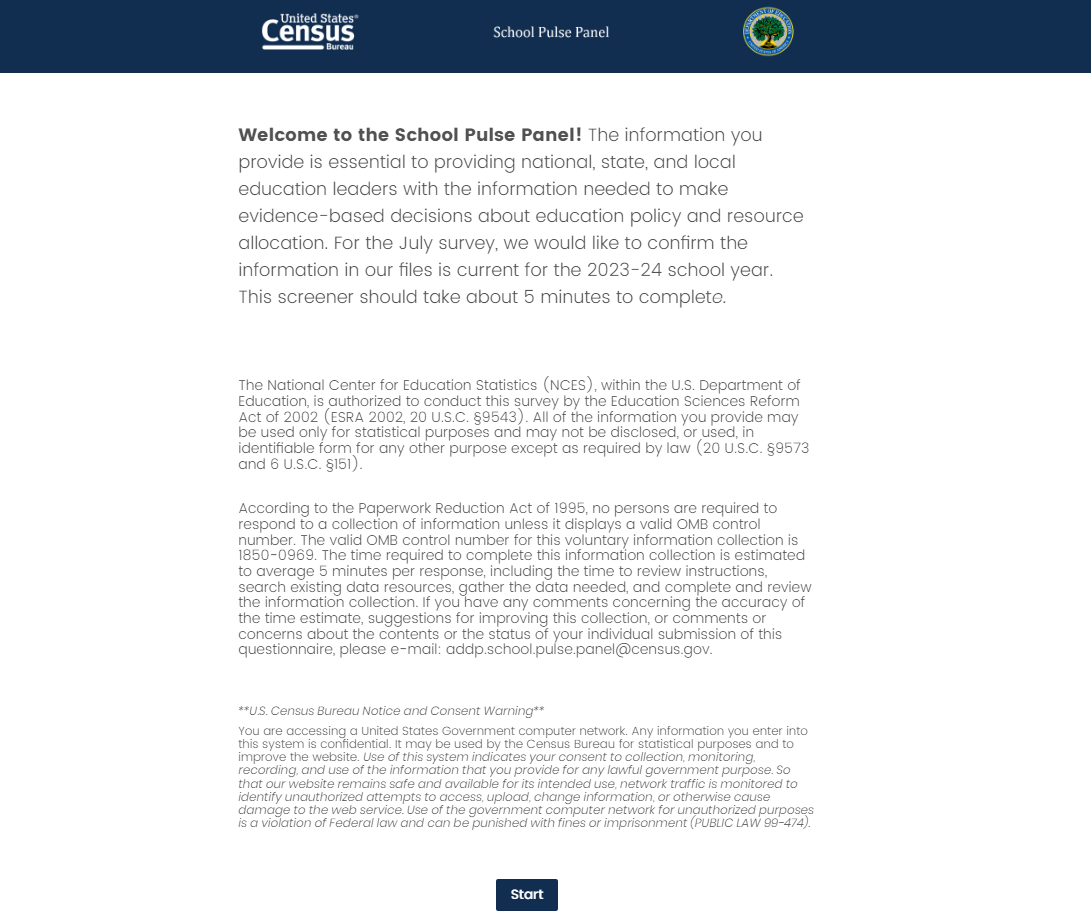 United States®
Census
Bureau
School Pulse Panel
Welcome to the School Pulse Panel! The information you
provide is essential to providing national, state, and local
education leaders with the information needed to make
evidence-based decisions about education policy and resource
allocation. For the July survey, we would like to confirm the
information in our files is current for the 2023-24 school year.
This screener should take about 5 minutes to complete.
The National Center for Education Statistics (NCES), within the U.S. Department of
Education, is authorized to conduct this survey by the Education Sciences Reform
Act of 2002 (ESRA 2002, 20 U.S.C. §9543). All of the information you provide may
be used only for statistical purposes and may not be disclosed, or used, in
identifiable form for any other purpose except as required by law (20 U.S.C. §9573
and 6 U.S.C. §151).
According to the Paperwork Reduction Act of 1995, no persons are required to
respond to a collection of information unless it displays a valid OMB control
number. The valid OMB control number for this voluntary information collection is
1850-0969. The time required to complete this information collection is estimated
to average 5 minutes per response, including the time to review instructions,
search existing data resources, gather the data needed, and complete and review
the information collection. If you have any comments concerning the accuracy of
the time estimate, suggestions for improving this collection, or comments or
concerns about the contents or the status of your individual submission of this
questionnaire, please e-mail: addp.school.pulse.panel@census.gov.
**U.S. Census Bureau Notice and Consent Warning**
You are accessing a United States Government computer network. Any information you enter into
this system is confidential. It may be used by the Census Bureau for statistical purposes and to
improve the website. Use of this system indicates your consent to collection, monitoring,
recording, and use of the information that you provide for any lawful government purpose. So
that our website remains safe and available for its intended use, network traffic is monitored to
identify unauthorized attempts to access, upload, change information, or otherwise cause
damage to the web service. Use of the government computer network for unauthorized purposes
is a violation of Federal law and can be punished with fines or imprisonment (PUBLIC LAW 99-474).
Start